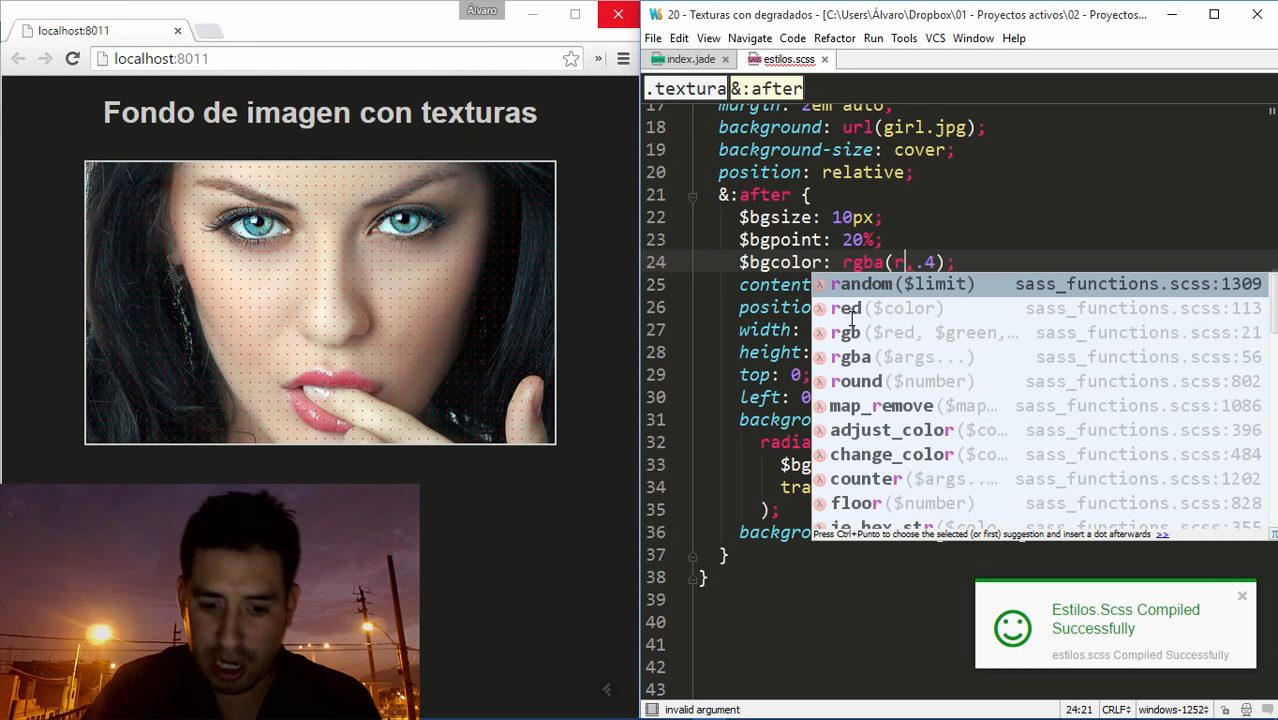 Álvaro
localhost:8011
localhost:8011
Fondo de imagen con texturas
20 - Texturas con degradados - [C:\Users\Álvaro\Dropbox\01 - Proyectos activos\02 - Proyectos...
File Edit View Navigate Code Refactor Run Tools VCS Window Help
index.jade estilos.scss
.textura &:after
17 margin: 2em auto;
18 background: url(girl.jpg);
19 background-size: cover;
20 position: relative;
21 &:after {
22 $bgsize: 10px;
23 $bgpoint: 20%;
24 $bgcolor: rgba(r,.4);
25 content
26 positio
27 width:
28 height:
29 top: 0;
30 left: 0
31 backgro
32 radia
33 $bg
34 tra
35 );
36 backgro
37 }
38 }
39
40
41
42
43
random($limit) sass_functions.scss:1309
red($color) sass_functions.scss:113
rgb($red, $green,... sass_functions.scss:21
rgba($args...) sass_functions.scss:56
round($number) sass_functions.scss:802
map_remove($map... sass_functions.scss:1086
adjust_color($co... sass_functions.scss:396
change_color($co... sass_functions.scss:484
counter($args... sass_functions.scss:1202
floor($number) sass_functions.scss:828
ie_hex_str($colo... sass_functions.scss:355
Press Ctrl+Punto to choose the selected (or first) suggestion and insert a dot afterwards >>
Estilos.Scss Compiled
Successfully
estilos.scss Compiled Successfully
invalid argument 24:21 CRLF windows-1252